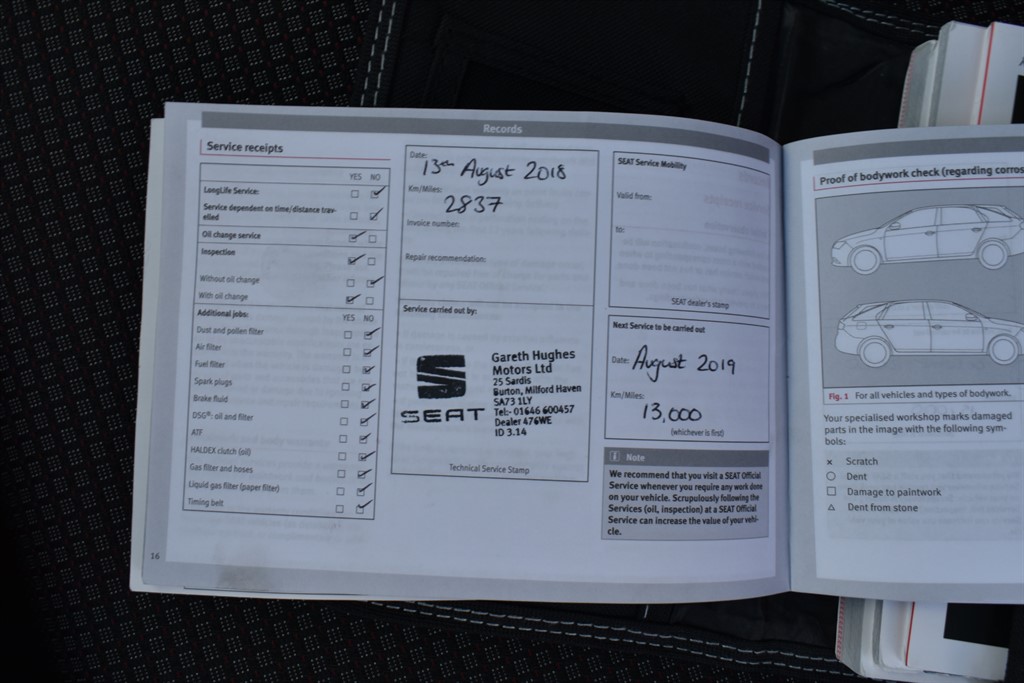 Records
Service receipts
YES NO
LongLife Service:
Service dependent on time/distance trav-
elled
Oil change service
Inspection
Without oil change
With oil change
Additional jobs: YES NO
Dust and pollen filter
Air filter
Fuel filter
Spark plugs
Brake fluid
DSG®: oil and filter
ATF
HALDEX clutch (oil)
Gas filter and hoses
Liquid gas filter (paper filter)
Timing belt
16
Date:
13th August 2018
Km/Miles:
2837
Invoice number:
Repair recommendation:
Service carried out by:
SEAT
Gareth Hughes
Motors Ltd
25 Sardis
Burton, Milford Haven
SA73 1LY
Tel:- 01646 600457
Dealer 476WE
ID 3.14
Technical Service Stamp
SEAT Service Mobility
Valid from:
to:
SEAT dealer's stamp
Next Service to be carried out
Date: August 2019
Km/Miles:
13,000
(whichever is first)
Note
We recommend that you visit a SEAT Official
Service whenever you require any work done
on your vehicle. Scrupulously following the
Services (oil, inspection) at a SEAT Official
Service can increase the value of your vehi-
cle.
Proof of bodywork check (regarding corros
Fig. 1 For all vehicles and types of bodywork.
Your specialised workshop marks damaged
parts in the image with the following sym-
bols:
× Scratch
○ Dent
□ Damage to paintwork
△ Dent from stone